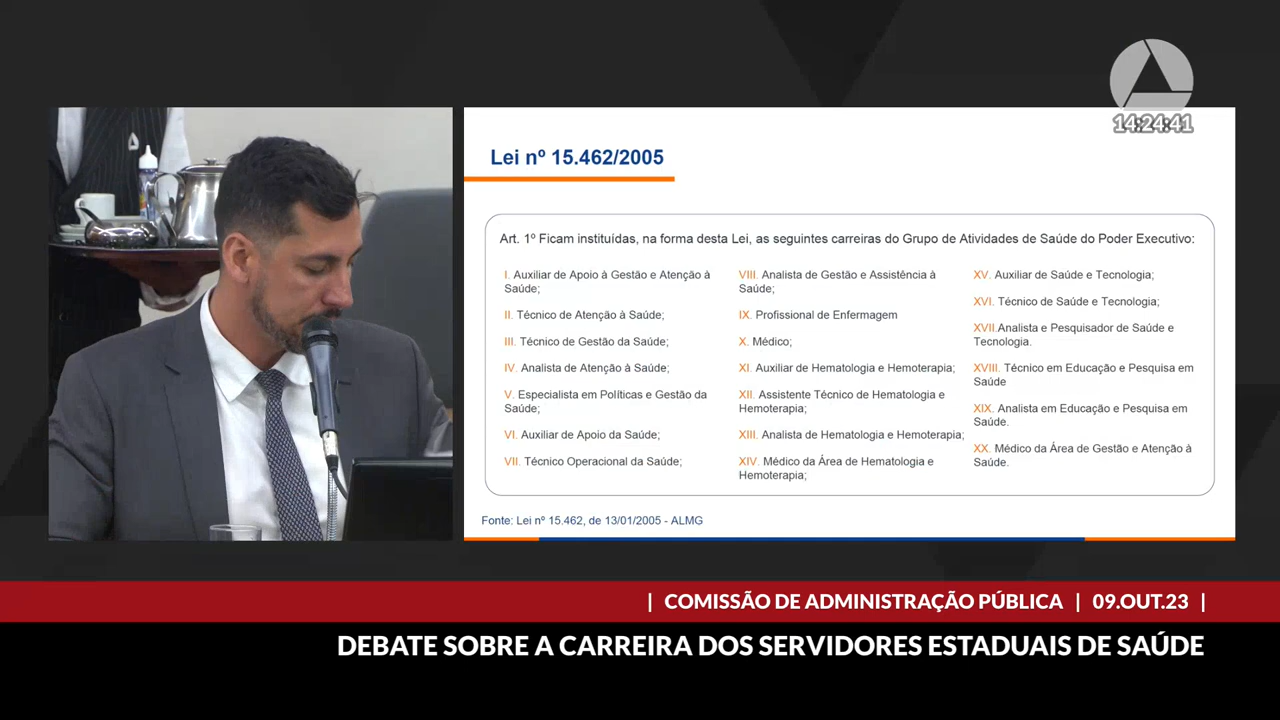 14:24:41
Lei nº 15.462/2005
Art. 1º Ficam instituídas, na forma desta Lei, as seguintes carreiras do Grupo de Atividades de Saúde do Poder Executivo:
I. Auxiliar de Apoio à Gestão e Atenção à
Saúde;
II. Técnico de Atenção à Saúde;
III. Técnico de Gestão da Saúde;
IV. Analista de Atenção à Saúde;
V. Especialista em Políticas e Gestão da
Saúde;
VI. Auxiliar de Apoio da Saúde;
VII. Técnico Operacional da Saúde;
VIII. Analista de Gestão e Assistência à
Saúde;
IX. Profissional de Enfermagem
X. Médico;
XI. Auxiliar de Hematologia e Hemoterapia;
XII. Assistente Técnico de Hematologia e
Hemoterapia;
XIII. Analista de Hematologia e Hemoterapia;
XIV. Médico da Área de Hematologia e
Hemoterapia;
XV. Auxiliar de Saúde e Tecnologia;
XVI. Técnico de Saúde e Tecnologia;
XVII.Analista e Pesquisador de Saúde e
Tecnologia.
XVIII. Técnico em Educação e Pesquisa em
Saúde
XIX. Analista em Educação e Pesquisa em
Saúde.
XX. Médico da Área de Gestão e Atenção à
Saúde.
Fonte: Lei nº 15.462, de 13/01/2005 - ALMG
| COMISSÃO DE ADMINISTRAÇÃO PÚBLICA | 09.OUT.23 |
DEBATE SOBRE A CARREIRA DOS SERVIDORES ESTADUAIS DE SAÚDE